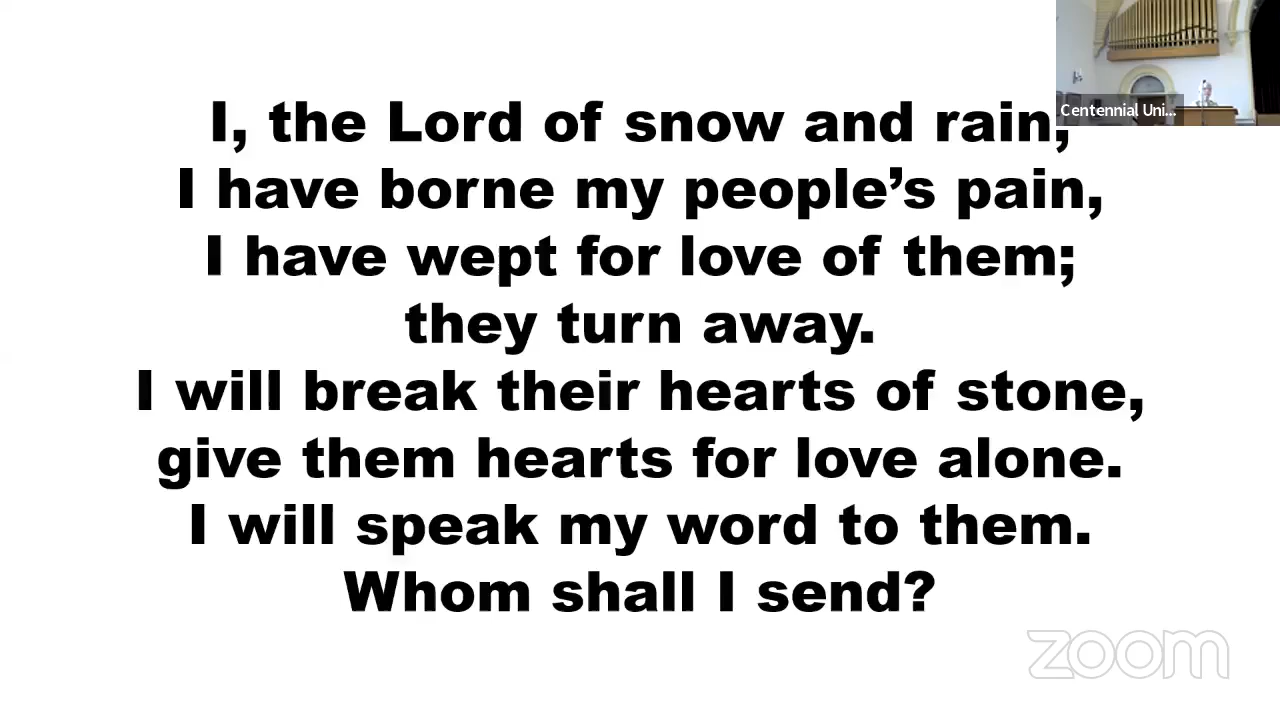 Centennial Uni...
I, the Lord of snow and rain,
I have borne my people’s pain,
I have wept for love of them;
they turn away.
I will break their hearts of stone,
give them hearts for love alone.
I will speak my word to them.
Whom shall I send?
zoom